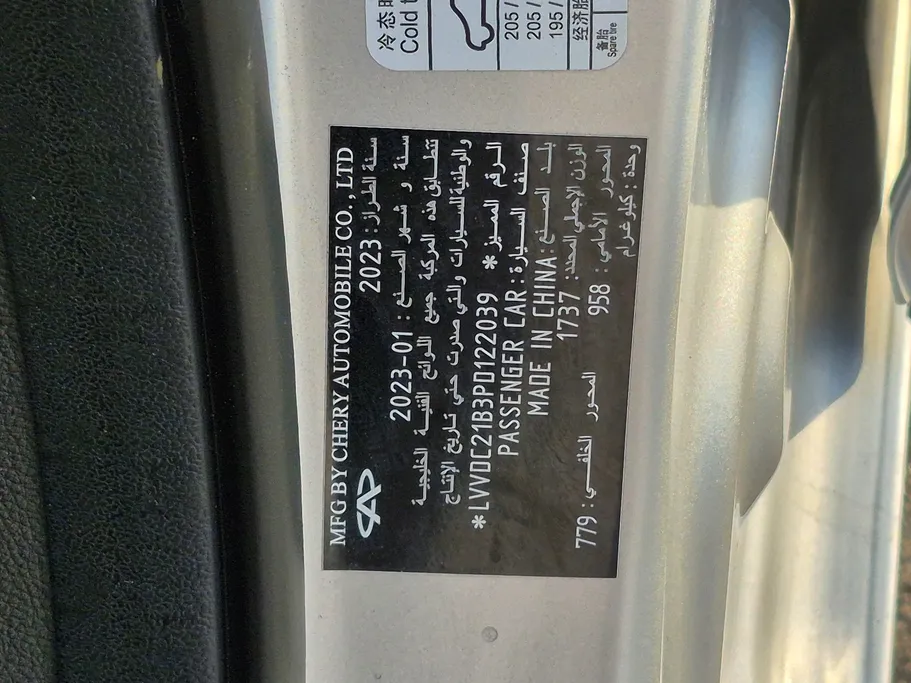 冷态
Cold t
205/
205/
195/
经济胎
备胎
Spare tire
MFG BY CHERY AUTOMOBILE CO., LTD
سنة الطراز: 2023
سنة و شهر الصنع: 2023-01
تتطابق هذه المركبة جميع اللوائح الفنية الخليجية
والوطنية للسيارات والتي صدرت حتي تاريخ الإنتاج
الرقم المميز: *LVVDC21B3PD122039*
صنف السيارة: PASSENGER CAR
بلد الصنع: MADE IN CHINA
الوزن الإجمالي المحدد: 1737
المحور الأمامي: 958 المحور الخلفي: 779
وحدة: كيلوغرام